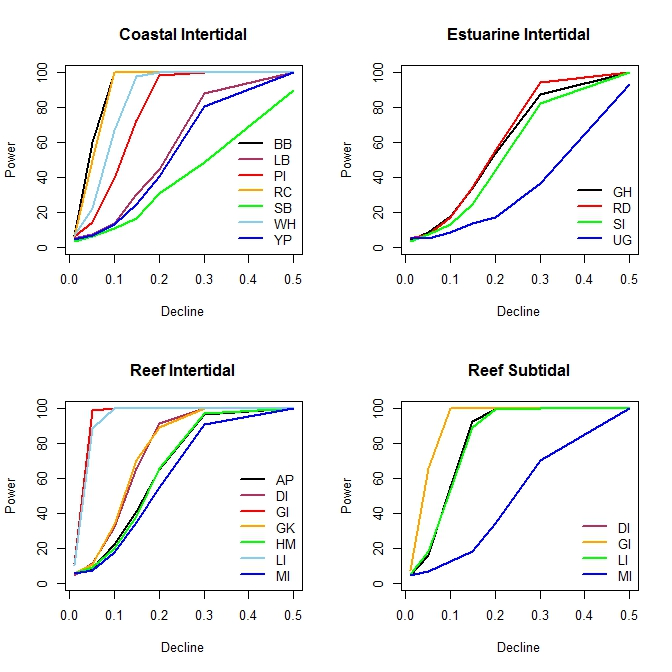 Coastal Intertidal
Power
100
80
60
40
20
0
BB
LB
PI
RC
SB
WH
YP
0.0 0.1 0.2 0.3 0.4 0.5
Decline
Estuarine Intertidal
Power
100
80
60
40
20
0
GH
RD
SI
UG
0.0 0.1 0.2 0.3 0.4 0.5
Decline
Reef Intertidal
Power
100
80
60
40
20
0
AP
DI
GI
GK
HM
LI
MI
0.0 0.1 0.2 0.3 0.4 0.5
Decline
Reef Subtidal
Power
100
80
60
40
20
0
DI
GI
LI
MI
0.0 0.1 0.2 0.3 0.4 0.5
Decline